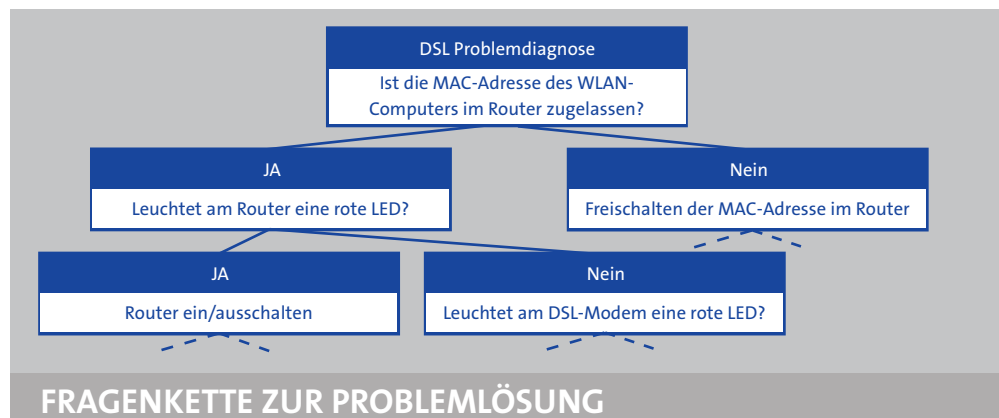 DSL Problemdiagnose
Ist die MAC-Adresse des WLAN-
Computers im Router zugelassen?
JA
Leuchtet am Router eine rote LED?
Nein
Freischalten der MAC-Adresse im Router
JA
Router ein/ausschalten
Nein
Leuchtet am DSL-Modem eine rote LED?
FRAGENKETTE ZUR PROBLEMLÖSUNG